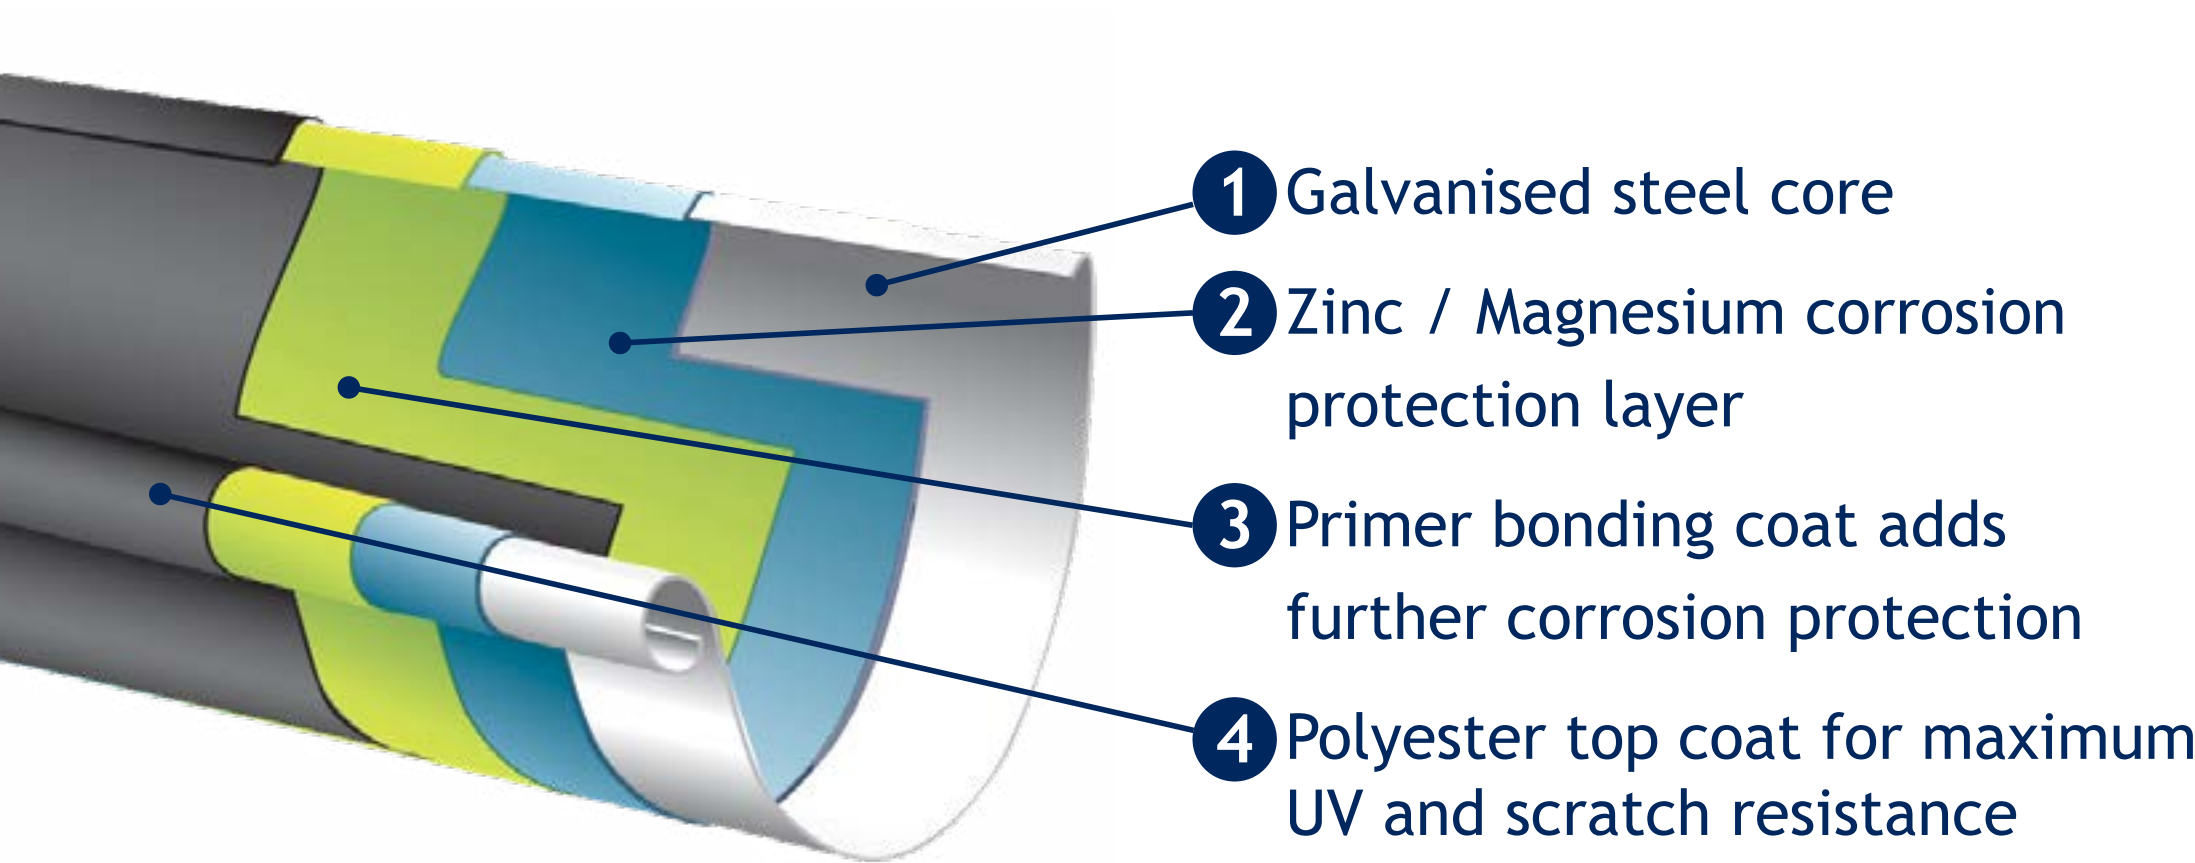 1 Galvanised steel core
2 Zinc / Magnesium corrosion
protection layer
3 Primer bonding coat adds
further corrosion protection
4 Polyester top coat for maximum
UV and scratch resistance